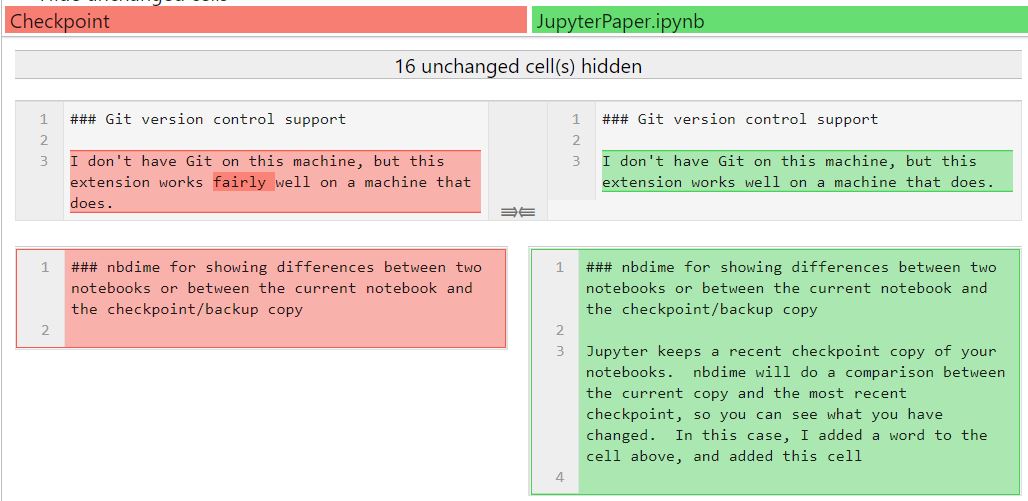 Checkpoint
JupyterPaper.ipynb
16 unchanged cell(s) hidden
1 ### Git version control support
2
3 I don't have Git on this machine, but this
extension works fairly well on a machine that
does.
1 ### Git version control support
2
3 I don't have Git on this machine, but this
extension works well on a machine that does.
1 ### nbdime for showing differences between two
notebooks or between the current notebook and
the checkpoint/backup copy
2
1 ### nbdime for showing differences between two
notebooks or between the current notebook and
the checkpoint/backup copy
2
3 Jupyter keeps a recent checkpoint copy of your
notebooks.  nbdime will do a comparison between
the current copy and the most recent
checkpoint, so you can see what you have
changed.  In this case, I added a word to the
cell above, and added this cell
4